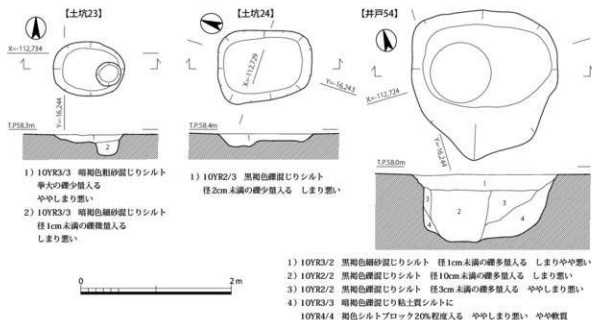 【土坑23】
X=-112,734
Y=-16,244
T.P.58.3m
1
2
1）10YR3/3 暗褐色粗砂混じりシルト
拳大の礫少量入る
ややしまり悪い
2）10YR3/3 暗褐色細砂混じりシルト
径1cm未満の礫微量入る
しまり悪い
【土坑24】
X=-112,729
Y=-16,243
T.P.58.4m
1
1）10YR2/3 黒褐色礫混じりシルト
径2cm未満の礫少量入る しまり悪い
【井戸54】
X=-112,724
Y=-16,244
T.P.58.0m
1
3
2
3
4
4
1）10YR3/2 黒褐色細砂混じりシルト 径1cm未満の礫多量入る しまりやや悪い
2）10YR2/2 黒褐色礫混じりシルト 径10cm未満の礫多量入る しまり悪い
3）10YR2/2 黒褐色礫混じりシルト 径3cm未満の礫多量入る ややしまり悪い
4）10YR3/3 暗褐色礫混じり粘土質シルトに
10YR4/4 褐色シルトブロック20%程度入る ややしまり悪い やや軟質
0 2m